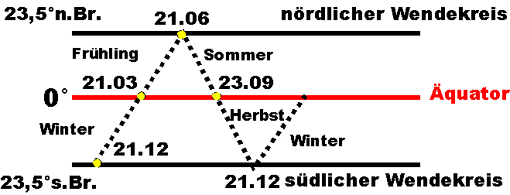 23,5°n.Br. 21.06 nördlicher Wendekreis
Frühling Sommer
21.03 23.09
0° Äquator
Herbst
Winter Winter
21.12
23,5°s.Br. 21.12 südlicher Wendekreis